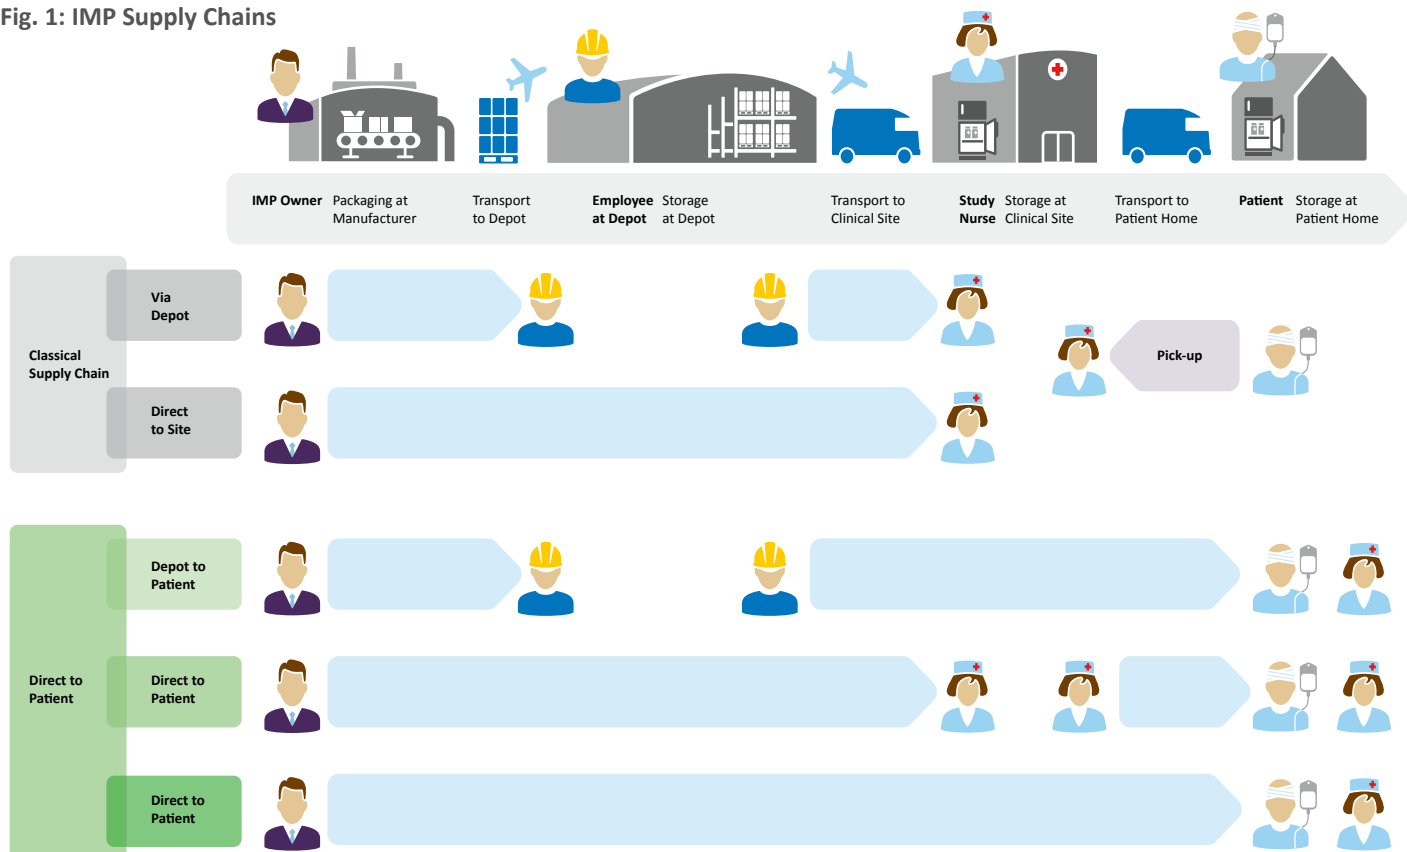 Fig. 1: IMP Supply Chains
IMP Owner
Packaging at
Manufacturer
Transport
to Depot
Employee
at Depot
Storage
at Depot
Transport to
Clinical Site
Study
Nurse
Storage at
Clinical Site
Transport to
Patient Home
Patient
Storage at
Patient Home
Classical
Supply Chain
Via
Depot
Pick-up
Direct
to Site
Direct to
Patient
Depot to
Patient
Direct to
Patient
Direct to
Patient